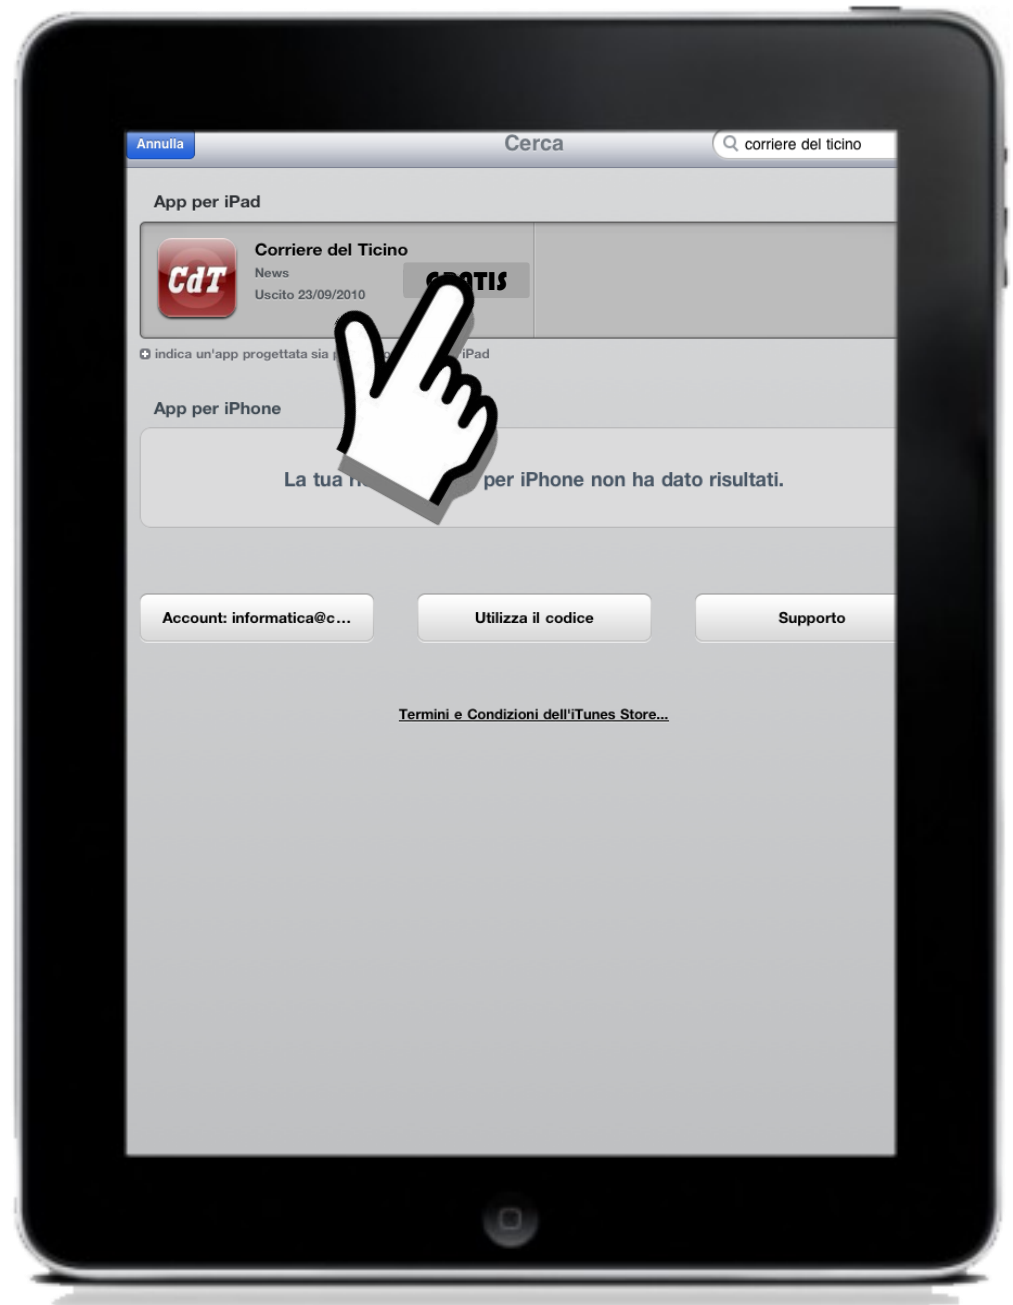 Annulla
Cerca
corriere del ticino
App per iPad
CdT
Corriere del Ticino
News
Uscito 23/09/2010
GRATIS
indica un'app progettata sia iPad
App per iPhone
La tua per iPhone non ha dato risultati.
Account: informatica@c...
Utilizza il codice
Supporto
Termini e Condizioni dell'iTunes Store...